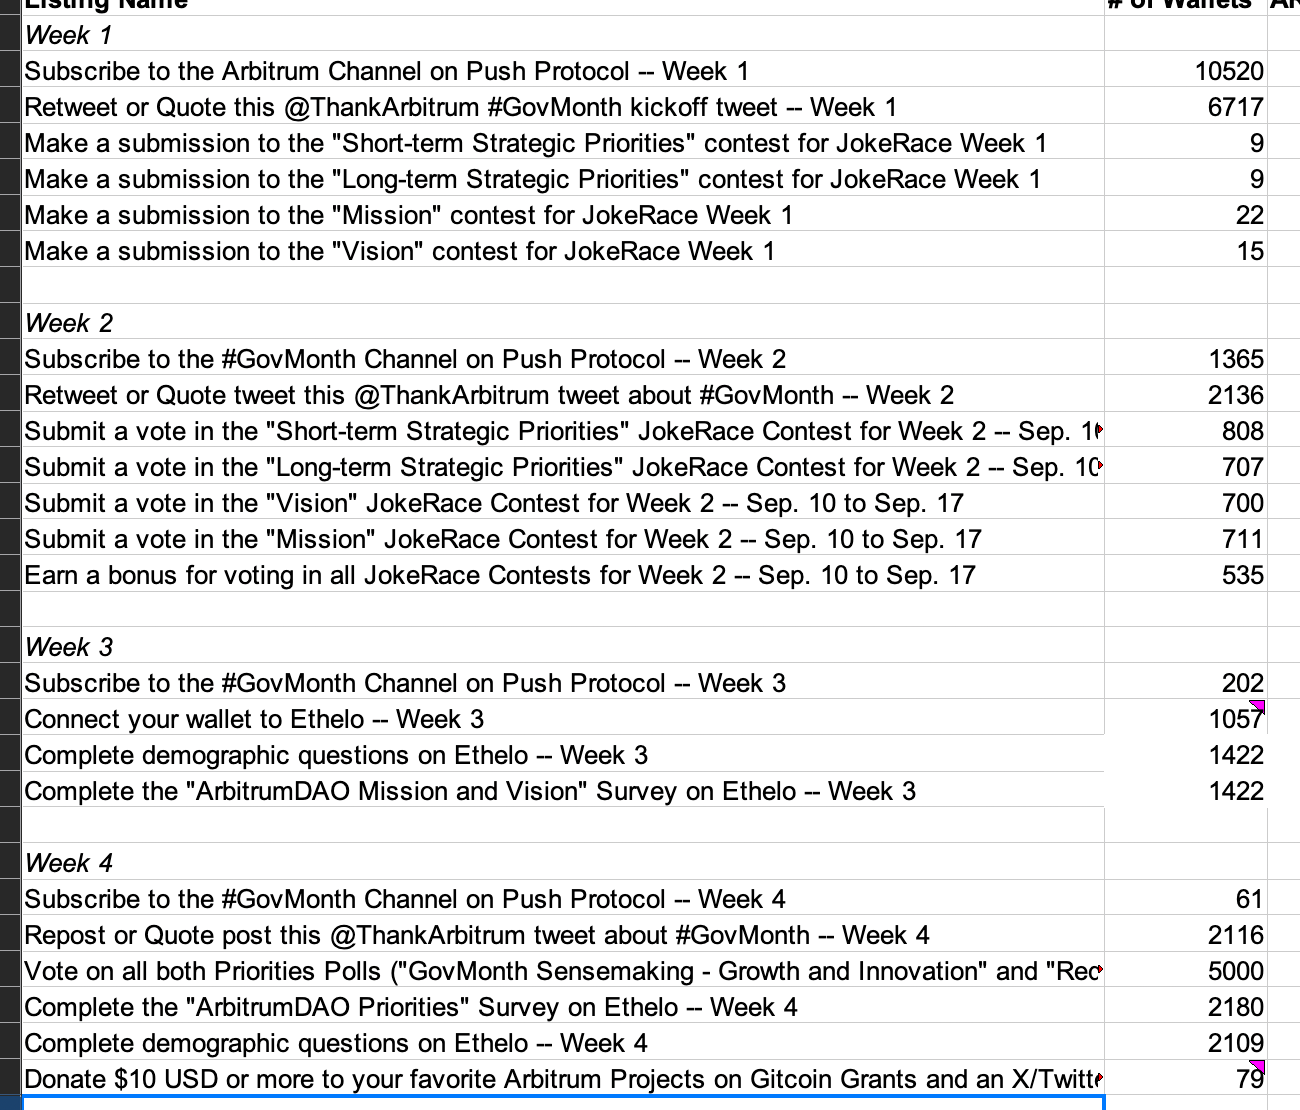 Listing Name # of Wallets
Week 1
Subscribe to the Arbitrum Channel on Push Protocol -- Week 1 10520
Retweet or Quote this @ThankArbitrum #GovMonth kickoff tweet -- Week 1 6717
Make a submission to the "Short-term Strategic Priorities" contest for JokeRace Week 1 9
Make a submission to the "Long-term Strategic Priorities" contest for JokeRace Week 1 9
Make a submission to the "Mission" contest for JokeRace Week 1 22
Make a submission to the "Vision" contest for JokeRace Week 1 15
Week 2
Subscribe to the #GovMonth Channel on Push Protocol -- Week 2 1365
Retweet or Quote tweet this @ThankArbitrum tweet about #GovMonth -- Week 2 2136
Submit a vote in the "Short-term Strategic Priorities" JokeRace Contest for Week 2 -- Sep. 808
Submit a vote in the "Long-term Strategic Priorities" JokeRace Contest for Week 2 -- Sep. 10 707
Submit a vote in the "Vision" JokeRace Contest for Week 2 -- Sep. 10 to Sep. 17 700
Submit a vote in the "Mission" JokeRace Contest for Week 2 -- Sep. 10 to Sep. 17 711
Earn a bonus for voting in all JokeRace Contests for Week 2 -- Sep. 10 to Sep. 17 535
Week 3
Subscribe to the #GovMonth Channel on Push Protocol -- Week 3 202
Connect your wallet to Ethelo -- Week 3 1057
Complete demographic questions on Ethelo -- Week 3 1422
Complete the "ArbitrumDAO Mission and Vision" Survey on Ethelo -- Week 3 1422
Week 4
Subscribe to the #GovMonth Channel on Push Protocol -- Week 4 61
Repost or Quote post this @ThankArbitrum tweet about #GovMonth -- Week 4 2116
Vote on all both Priorities Polls ("GovMonth Sensemaking - Growth and Innovation" and "Rec 5000
Complete the "ArbitrumDAO Priorities" Survey on Ethelo -- Week 4 2180
Complete demographic questions on Ethelo -- Week 4 2109
Donate $10 USD or more to your favorite Arbitrum Projects on Gitcoin Grants and an X/Twitt 79